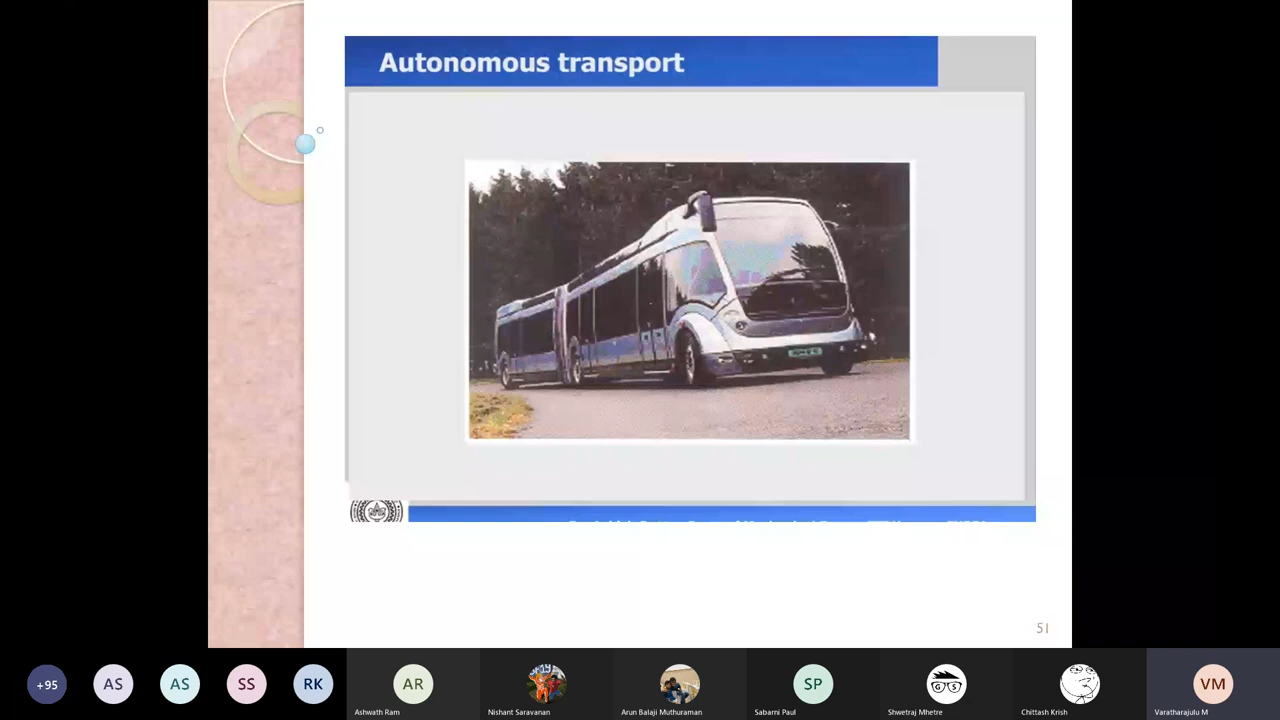 Autonomous transport
51
+95
AS
AS
SS
RK
AR
SP
VM
Ashwath Ram
Nishant Saravanan
Arun Balaji Muthuraman
Sabarni Paul
Shwetraj Mhetre
Chittash Krish
Varatharajulu M